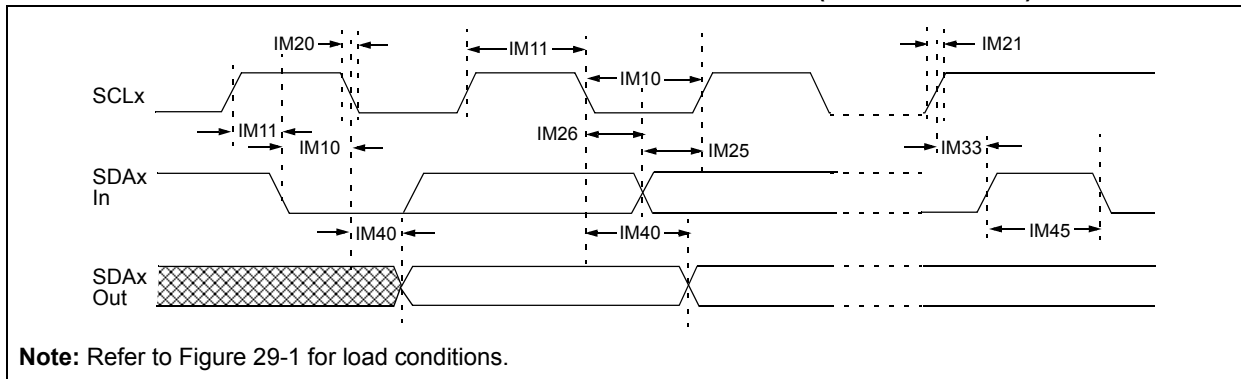 IM20
IM11
IM21
IM10
SCLx
IM11
IM26
IM10
IM25
IM33
SDAx
In
IM40
IM40
IM45
SDAx
Out
Note: Refer to Figure 29-1 for load conditions.